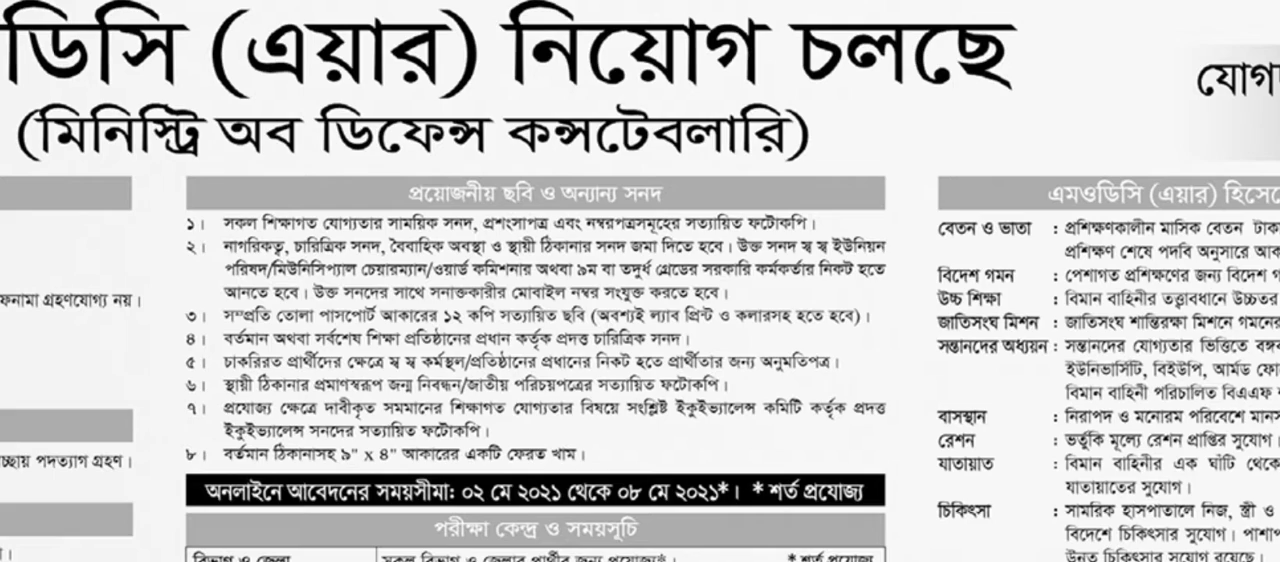 ডিসি (এয়ার) নিয়োগ চলছে
(মিনিস্ট্রি অব ডিফেন্স কন্সটেবলারি)
গ্রহণযোগ্য নয়।
পদত্যাগ গ্রহণ।
প্রয়োজনীয় ছবি ও অন্যান্য সনদ
১। সকল শিক্ষাগত যোগ্যতার সাময়িক সনদ, প্রশংসাপত্র এবং নম্বরপত্রসমূহের সত্যায়িত ফটোকপি।
২। নাগরিকত্ব, চারিত্রিক সনদ, বৈবাহিক অবস্থা ও স্থায়ী ঠিকানার সনদ জমা দিতে হবে। উক্ত সনদ স্ব স্ব ইউনিয়ন
পরিষদ/মিউনিসিপ্যাল চেয়ারম্যান/ওয়ার্ড কমিশনার অথবা ৯ম বা তদুর্ধ গ্রেডের সরকারি কর্মকর্তার নিকট হতে
আনতে হবে। উক্ত সনদের সাথে সনাক্তকারীর মোবাইল নম্বর সংযুক্ত করতে হবে।
৩। সম্প্রতি তোলা পাসপোর্ট আকারের ১২ কপি সত্যায়িত ছবি (অবশ্যই ল্যাব প্রিন্ট ও কলারসহ হতে হবে)।
৪। বর্তমান অথবা সর্বশেষ শিক্ষা প্রতিষ্ঠানের প্রধান কর্তৃক প্রদত্ত চারিত্রিক সনদ।
৫। চাকরিরত প্রার্থীদের ক্ষেত্রে স্ব স্ব কর্মস্থল/প্রতিষ্ঠানের প্রধানের নিকট হতে প্রার্থীতার জন্য অনুমতিপত্র।
৬। স্থায়ী ঠিকানার প্রমাণস্বরূপ জন্ম নিবন্ধন/জাতীয় পরিচয়পত্রের সত্যায়িত ফটোকপি।
৭। প্রযোজ্য ক্ষেত্রে দাবীকৃত সমমানের শিক্ষাগত যোগ্যতার বিষয়ে সংশ্লিষ্ট ইকুইভ্যালেন্স কমিটি কর্তৃক প্রদত্ত
ইকুইভ্যালেন্স সনদের সত্যায়িত ফটোকপি।
৮। বর্তমান ঠিকানাসহ ৯" x ৪" আকারের একটি ফেরত খাম।
অনলাইনে আবেদনের সময়সীমা: ০২ মে ২০২১ থেকে ০৮ মে ২০২১*। * শর্ত প্রযোজ্য
পরীক্ষা কেন্দ্র ও সময়সূচি
বিভাগ ও জেলা সকল বিভাগ ও জেলার প্রার্থীর জন্য প্রযোজ্য*। * শর্ত প্রযোজ্য
এমওডিসি (এয়ার)
বেতন ও ভাতা : প্রশিক্ষণকালীন মাসিক বেতন
প্রশিক্ষণ শেষে পদবি অনুসারে
বিদেশ গমন : পেশাগত প্রশিক্ষণের জন্য বিদেশ
উচ্চ শিক্ষা : বিমান বাহিনীর তত্ত্বাবধানে উচ্চতর
জাতিসংঘ মিশন : জাতিসংঘ শান্তিরক্ষা মিশনে গমনের
সন্তানদের অধ্যয়ন : সন্তানদের যোগ্যতার ভিত্তিতে
ইউনিভার্সিটি, বিইউপি, আর্মড
বিমান বাহিনী পরিচালিত বিএএফ
বাসস্থান : নিরাপদ ও মনোরম পরিবেশে
রেশন : ভর্তুকি মূল্যে রেশন প্রাপ্তির সুযোগ।
যাতায়াত : বিমান বাহিনীর এক ঘাঁটি থেকে
যাতায়াতের সুযোগ।
চিকিৎসা : সামরিক হাসপাতালে নিজ, স্ত্রী ও
বিদেশে চিকিৎসার সুযোগ।
উন্নত চিকিৎসার সুযোগ রয়েছে।